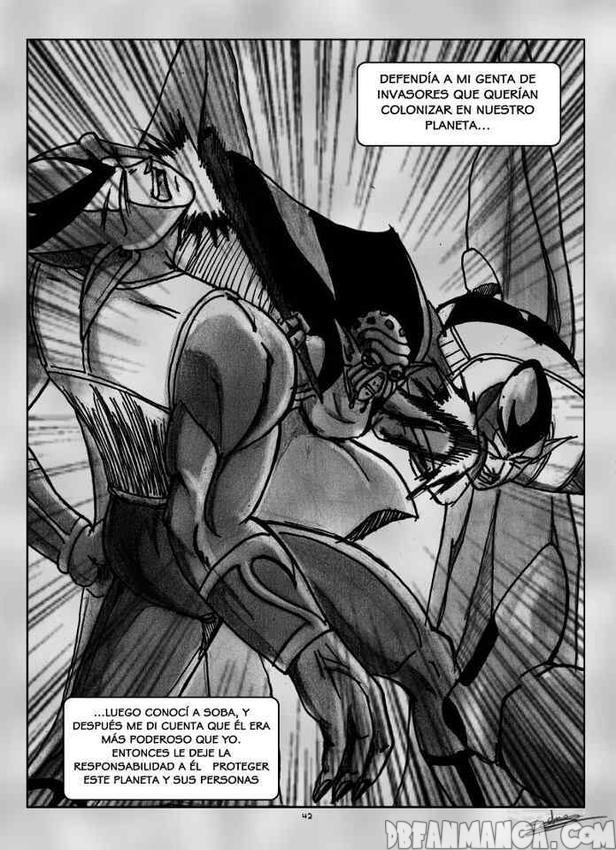 DEFENDÍA A MI GENTA DE
INVASORES QUE QUERÍAN
COLONIZAR EN NUESTRO
PLANETA...
...LUEGO CONOCÍ A SOBA, Y
DESPUÉS ME DI CUENTA QUE ÉL ERA
MÁS PODEROSO QUE YO.
ENTONCES LE DEJE LA
RESPONSABILIDAD A ÉL PROTEGER
ESTE PLANETA Y SUS PERSONAS
42
DBFANMANGA.COM